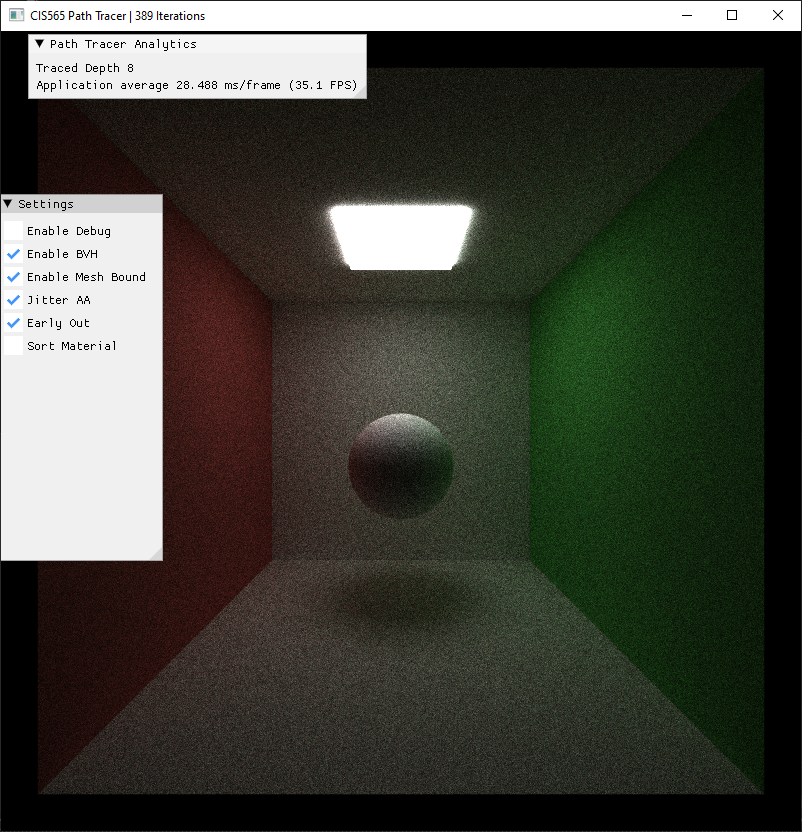 CIS565 Path Tracer | 389 Iterations
Path Tracer Analytics
Traced Depth 8
Application average 28.488 ms/frame (35.1 FPS)
Settings
Enable Debug
Enable BVH
Enable Mesh Bound
Jitter AA
Early Out
Sort Material